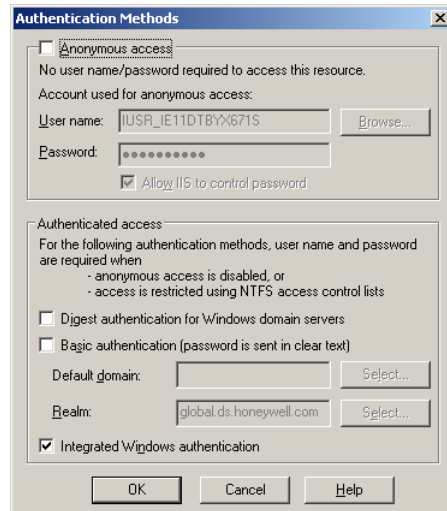 Authentication Methods
Anonymous access
No user name/password required to access this resource.
Account used for anonymous access:
User name: IUSR_IE11DTBYX671S Browse...
Password: ●●●●●●●●●●
Allow IIS to control password
Authenticated access
For the following authentication methods, user name and password
are required when
- anonymous access is disabled, or
- access is restricted using NTFS access control lists
Digest authentication for Windows domain servers
Basic authentication (password is sent in clear text)
Default domain: Select...
Realm: global.ds.honeywell.com Select...
Integrated Windows authentication
OK Cancel Help